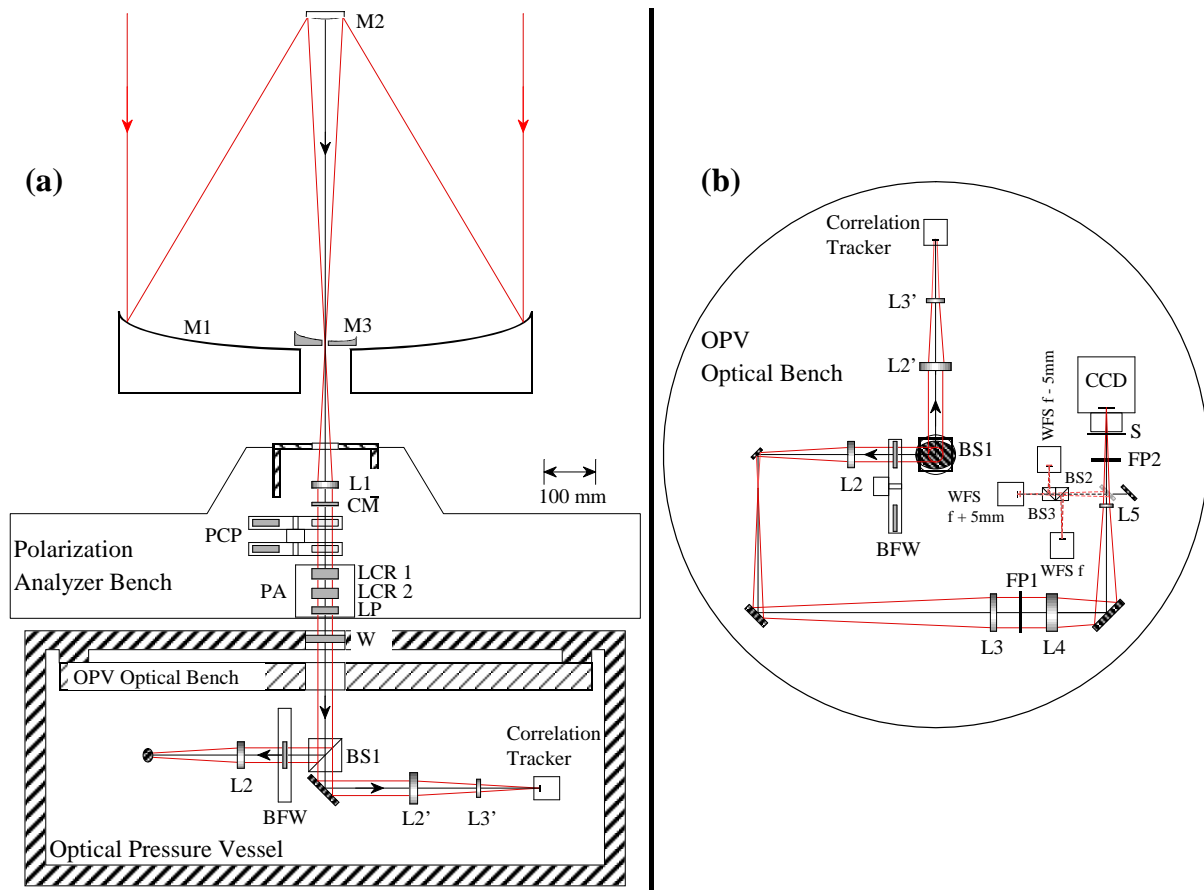 M2
(a)
M1
M3
100 mm
L1
CM
PCP
Polarization
Analyzer Bench
PA
LCR 1
LCR 2
LP
W
OPV Optical Bench
BS1
L2
BFW
Correlation
Tracker
L2'
L3'
Optical Pressure Vessel
(b)
Correlation
Tracker
L3'
OPV
Optical Bench
L2'
BS1
L2
BFW
CCD
S
FP2
WFS f - 5mm
BS2
WFS
f + 5mm
BS3
L5
WFS f
FP1
L3
L4